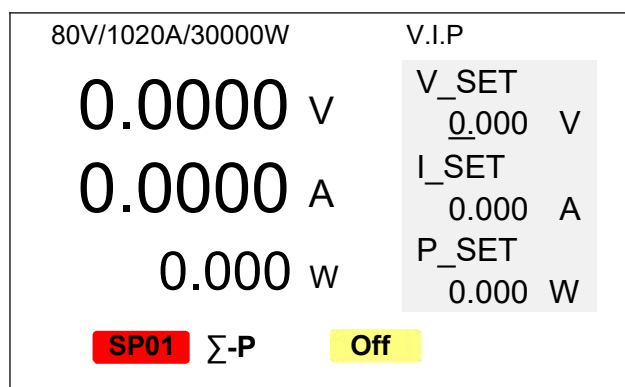 80V/1020A/30000W V.I.P
0.0000 V
0.0000 A
0.000 W
V_SET
0.000 V
I_SET
0.000 A
P_SET
0.000 W
SP01 ∑-P Off